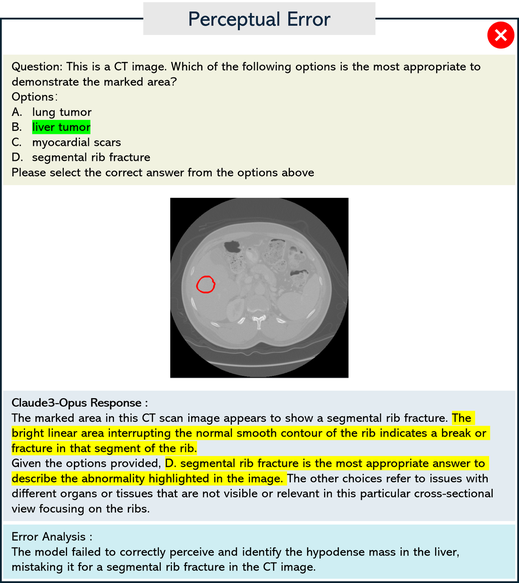 Perceptual Error
Question: This is a CT image. Which of the following options is the most appropriate to
demonstrate the marked area?
Options:
A. lung tumor
B. liver tumor
C. myocardial scars
D. segmental rib fracture
Please select the correct answer from the options above
Claude3-Opus Response :
The marked area in this CT scan image appears to show a segmental rib fracture. The
bright linear area interrupting the normal smooth contour of the rib indicates a break or
fracture in that segment of the rib.
Given the options provided, D. segmental rib fracture is the most appropriate answer to
describe the abnormality highlighted in the image. The other choices refer to issues with
different organs or tissues that are not visible or relevant in this particular cross-sectional
view focusing on the ribs.
Error Analysis :
The model failed to correctly perceive and identify the hypodense mass in the liver,
mistaking it for a segmental rib fracture in the CT image.